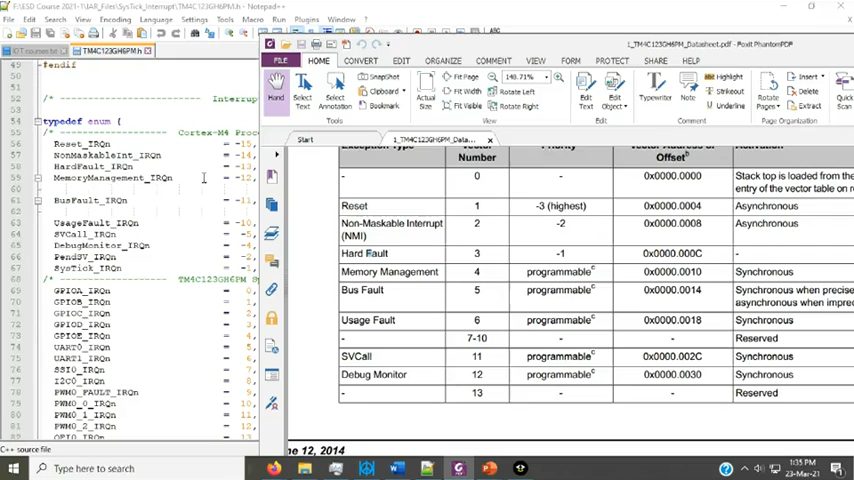 F:\ESD Course 2021-1\IAR_Files\SysTick_Interrupt\TM4C123GH6PM.h - Notepad++
File Edit Search View Encoding Language Settings Tools Macro Run Plugins Window ?
IOT courses.txt TM4C123GH6PM.h
1_TM4C123GH6PM_Datasheet.pdf - Foxit PhantomPDF
FILE HOME CONVERT EDIT ORGANIZE COMMENT VIEW FORM PROTECT SHARE HELP
Hand
Select Text
Select Annotation
SnapShot
Clipboard
Bookmark
Actual Size
Fit Page
Fit Width
Fit Visible
148.71%
Rotate Left
Rotate Right
Edit Text
Edit Object
Typewriter
Note
Highlight
Strikeout
Underline
Rotate Pages
Insert
Delete
Extract
Quick Scan
Start 1_TM4C123GH6PM_Data...
49 #endif
50
51
52 /* ---------------------- Interrup
53
54 typedef enum {
55 /* ------------------- Cortex-M4 Proc
56 Reset_IRQn = -15,
57 NonMaskableInt_IRQn = -14,
58 HardFault_IRQn = -13,
59 MemoryManagement_IRQn = -12,
60
61 BusFault_IRQn = -11,
62
63 UsageFault_IRQn = -10,
64 SVCall_IRQn = -5,
65 DebugMonitor_IRQn = -4,
66 PendSV_IRQn = -2,
67 SysTick_IRQn = -1,
68 /* ------------------- TM4C123GH6PM Sp
69 GPIOA_IRQn = 0,
70 GPIOB_IRQn = 1,
71 GPIOC_IRQn = 2,
72 GPIOD_IRQn = 3,
73 GPIOE_IRQn = 4,
74 UART0_IRQn = 5,
75 UART1_IRQn = 6,
76 SSI0_IRQn = 7,
77 I2C0_IRQn = 8,
78 PWM0_FAULT_IRQn = 9,
79 PWM0_0_IRQn = 10,
80 PWM0_1_IRQn = 11,
81 PWM0_2_IRQn = 12,
82 QEI0_IRQn = 13,
C++ source file
Exception Type Vector Number Priority Vector Address or Offset b Activation
- 0 - 0x0000.0000 Stack top is loaded from the
entry of the vector table on re
Reset 1 -3 (highest) 0x0000.0004 Asynchronous
Non-Maskable Interrupt (NMI) 2 -2 0x0000.0008 Asynchronous
Hard Fault 3 -1 0x0000.000C -
Memory Management 4 programmable c 0x0000.0010 Synchronous
Bus Fault 5 programmable c 0x0000.0014 Synchronous when precise
asynchronous when impre
Usage Fault 6 programmable c 0x0000.0018 Synchronous
- 7-10 - - Reserved
SVCall 11 programmable c 0x0000.002C Synchronous
Debug Monitor 12 programmable c 0x0000.0030 Synchronous
- 13 - - Reserved
ne 12, 2014
Type here to search
1:35 PM
23-Mar-21